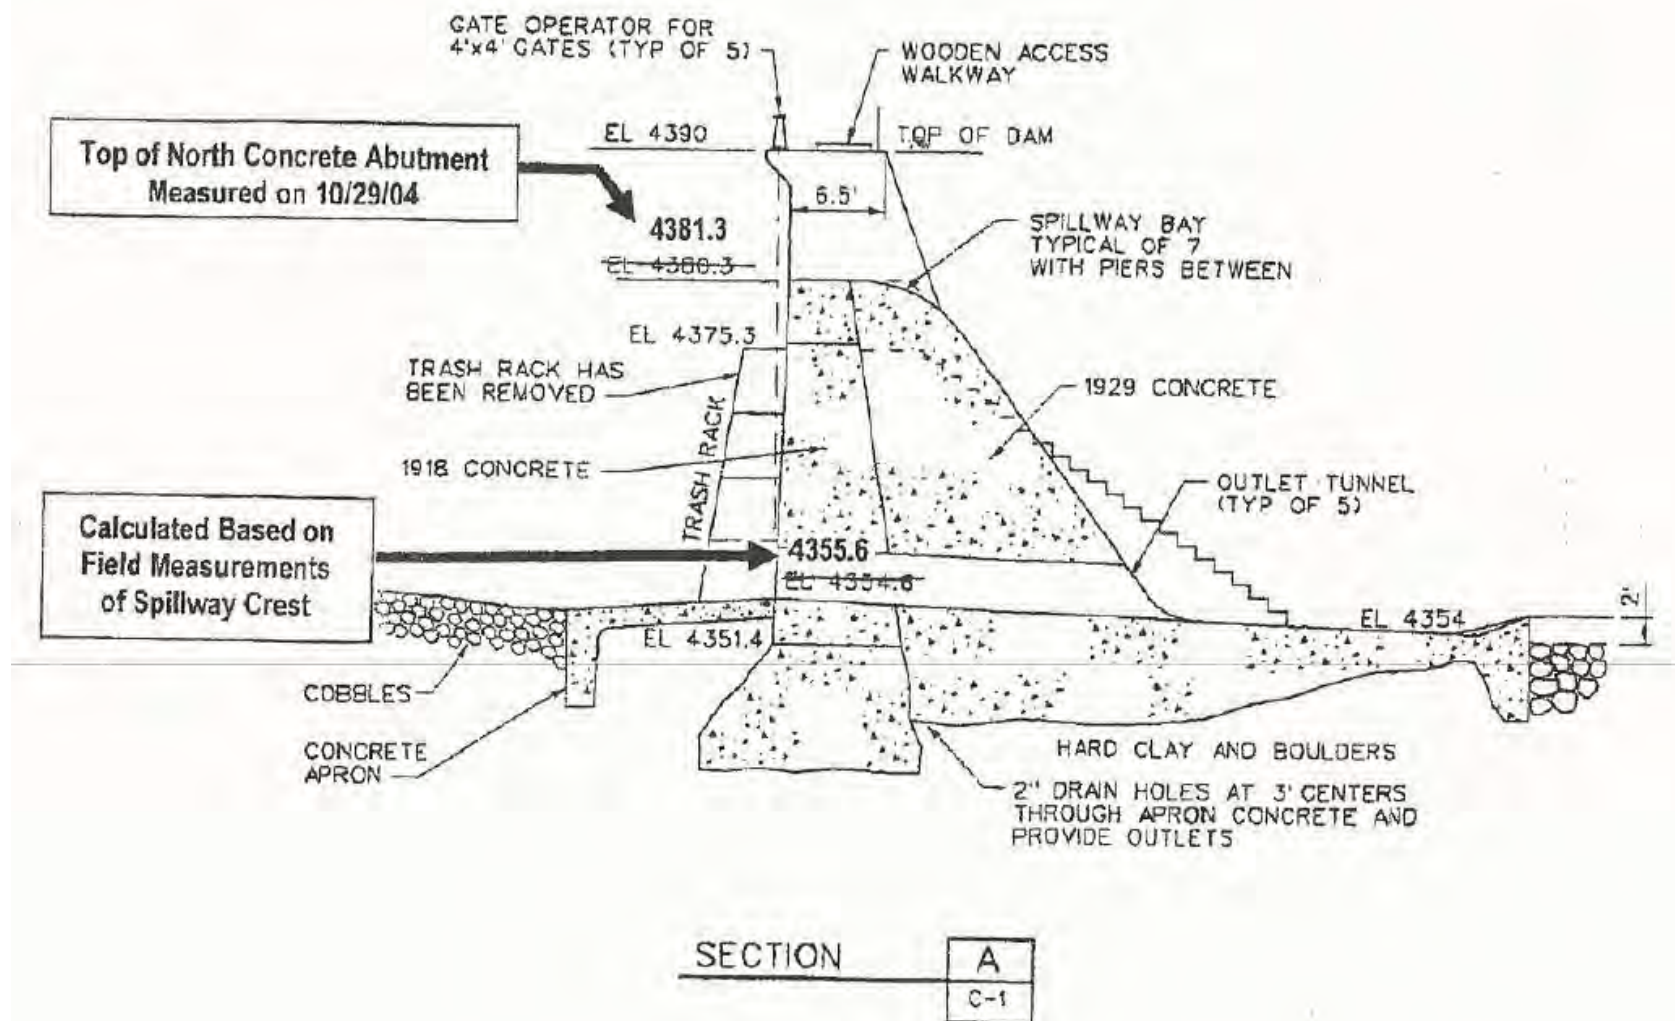 GATE OPERATOR FOR
4'x4' GATES (TYP OF 5)
WOODEN ACCESS
WALKWAY
Top of North Concrete Abutment
Measured on 10/29/04
EL 4390
TOP OF DAM
6.5'
4381.3
EL 4380.3
SPILLWAY BAY
TYPICAL OF 7
WITH PIERS BETWEEN
EL 4375.3
TRASH RACK HAS
BEEN REMOVED
1929 CONCRETE
TRASH RACK
1918 CONCRETE
OUTLET TUNNEL
(TYP OF 5)
Calculated Based on
Field Measurements
of Spillway Crest
4355.6
EL 4354.6
2'
EL 4354
EL 4351.4
COBBLES
CONCRETE
APRON
HARD CLAY AND BOULDERS
2" DRAIN HOLES AT 3' CENTERS
THROUGH APRON CONCRETE AND
PROVIDE OUTLETS
SECTION
A
C-1